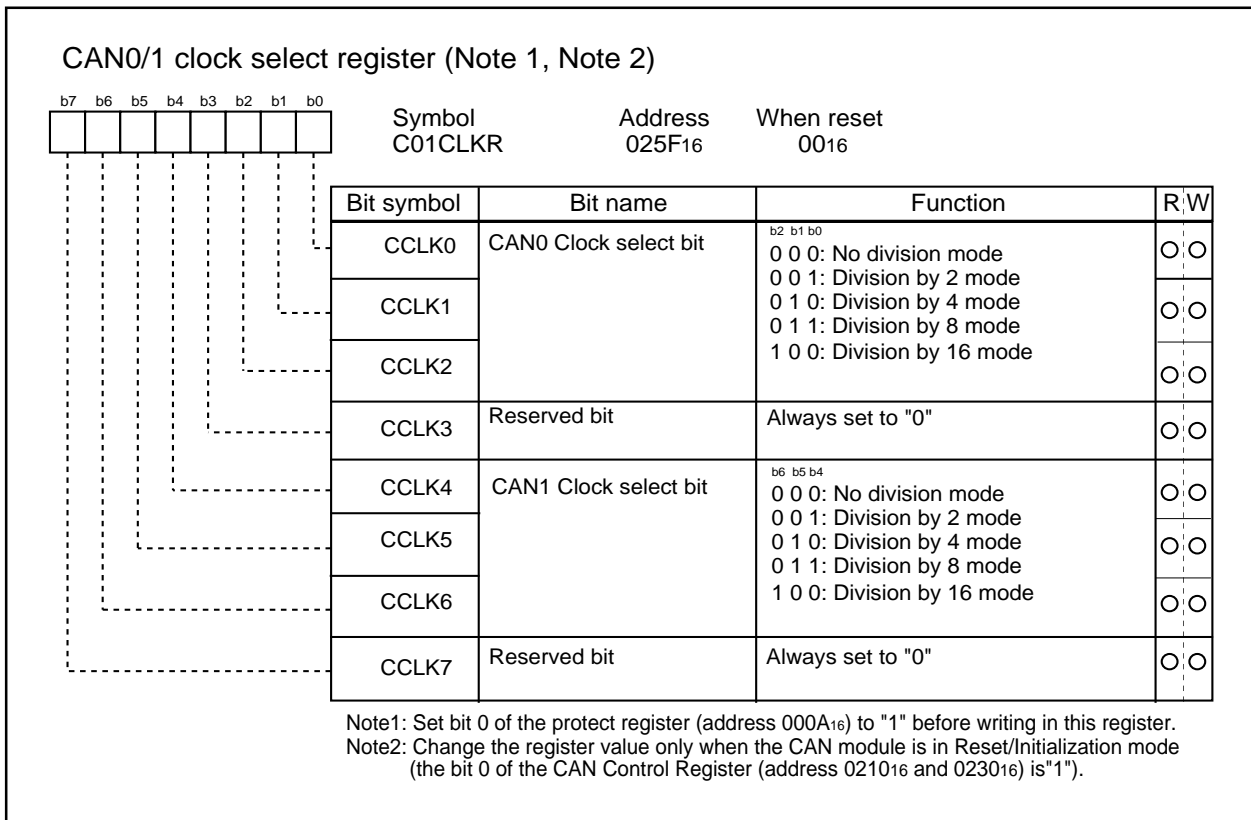 CAN0/1 clock select register (Note 1, Note 2)
b7 b6 b5 b4 b3 b2 b1 b0
Symbol Address When reset
C01CLKR 025F16 0016
Bit symbol Bit name Function R W
CCLK0 CAN0 Clock select bit b2 b1 b0
0 0 0: No division mode
0 0 1: Division by 2 mode
CCLK1 0 1 0: Division by 4 mode
0 1 1: Division by 8 mode
1 0 0: Division by 16 mode
CCLK2
CCLK3 Reserved bit Always set to "0"
CCLK4 CAN1 Clock select bit b6 b5 b4
0 0 0: No division mode
0 0 1: Division by 2 mode
CCLK5 0 1 0: Division by 4 mode
0 1 1: Division by 8 mode
1 0 0: Division by 16 mode
CCLK6
CCLK7 Reserved bit Always set to "0"
Note1: Set bit 0 of the protect register (address 000A16) to "1" before writing in this register.
Note2: Change the register value only when the CAN module is in Reset/Initialization mode
(the bit 0 of the CAN Control Register (address 021016 and 023016) is"1").